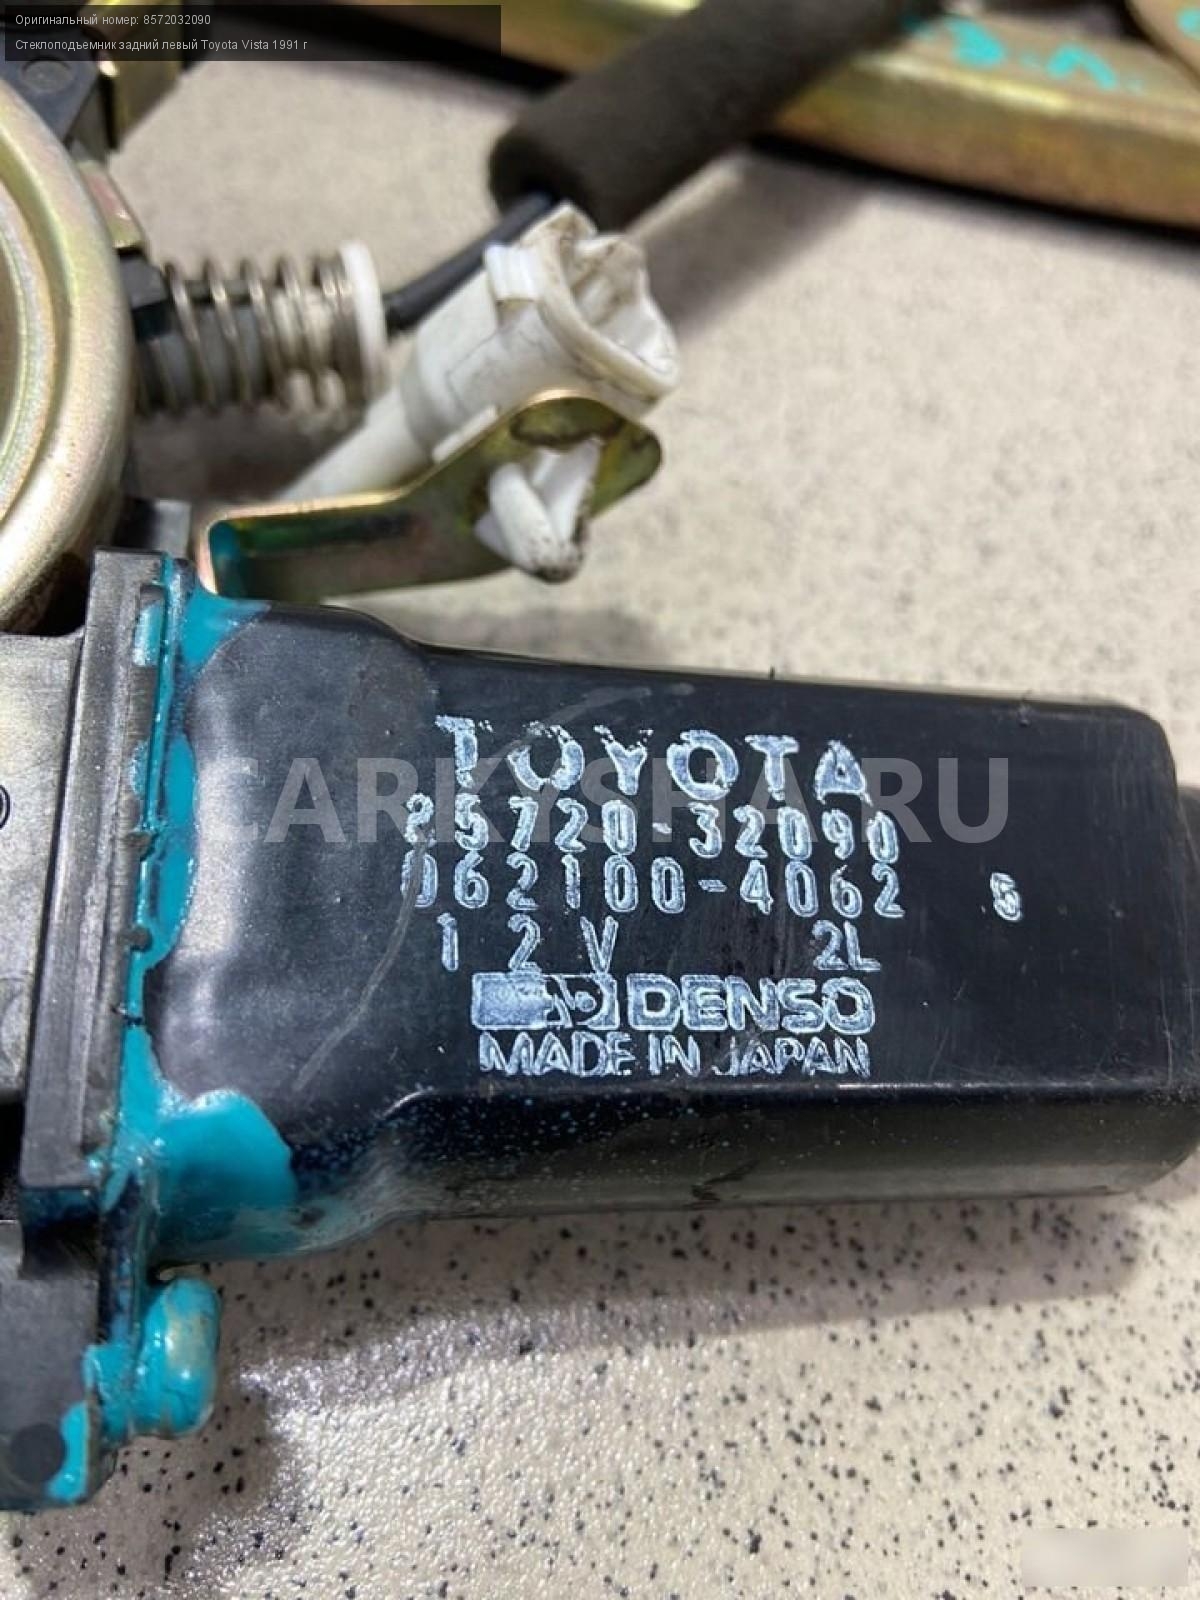 Оригинальный номер: 8572032090
Стеклоподъемник задний левый Toyota Vista 1991 г
TOYOTA
CARKYSHA.RU
85720-32090
062100-4062 5
12V 2L
DENSO
MADE IN JAPAN